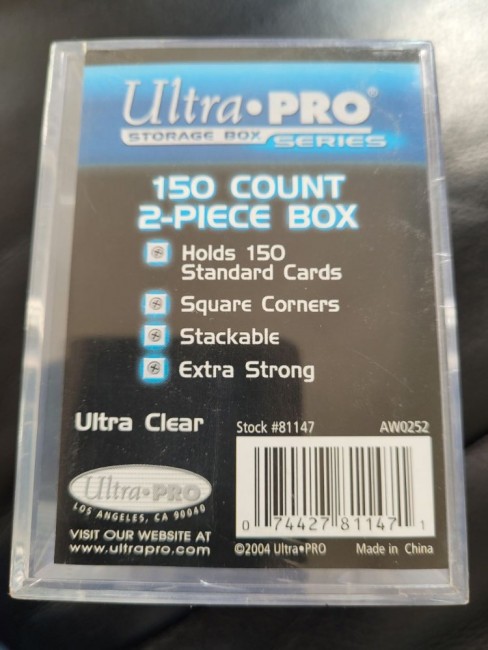 Ultra•PRO®
STORAGE BOX SERIES
150 COUNT
2-PIECE BOX
Holds 150
Standard Cards
Square Corners
Stackable
Extra Strong
Ultra Clear
Stock #81147 AW0252
Ultra•PRO
LOS ANGELES, CA 90040
VISIT OUR WEBSITE AT
www.ultrapro.com
0 74427 81147 1
©2004 Ultra•PRO Made in China